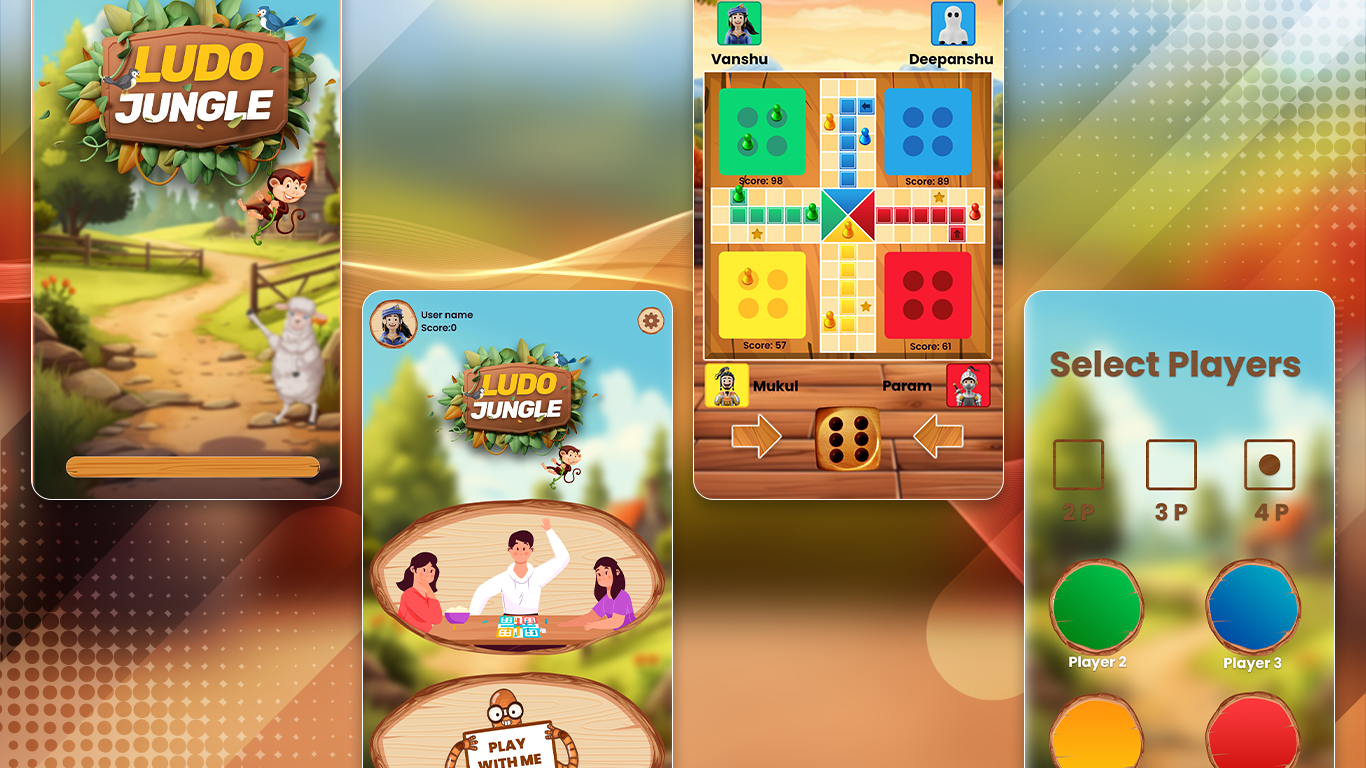 LUDO
JUNGLE
User name
Score:0
LUDO
JUNGLE
PLAY
WITH ME
Vanshu
Deepanshu
Score: 98
Score: 89
Score: 57
Score: 61
Mukul
Param
Select Players
2 P
3 P
4 P
Player 2
Player 3